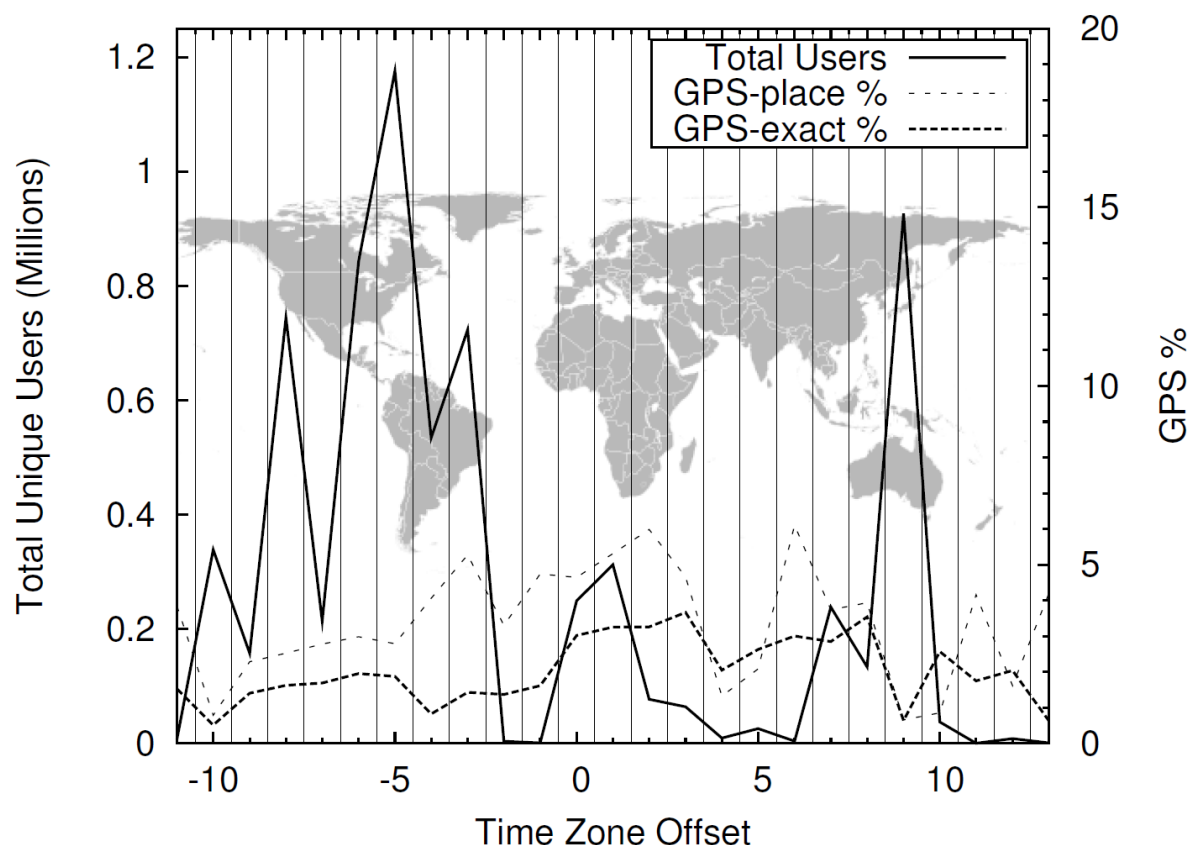 Total Users
GPS-place %
GPS-exact %
1.2
1
0.8
0.6
0.4
0.2
0
20
15
10
5
0
Total Unique Users (Millions)
GPS %
-10 -5 0 5 10
Time Zone Offset